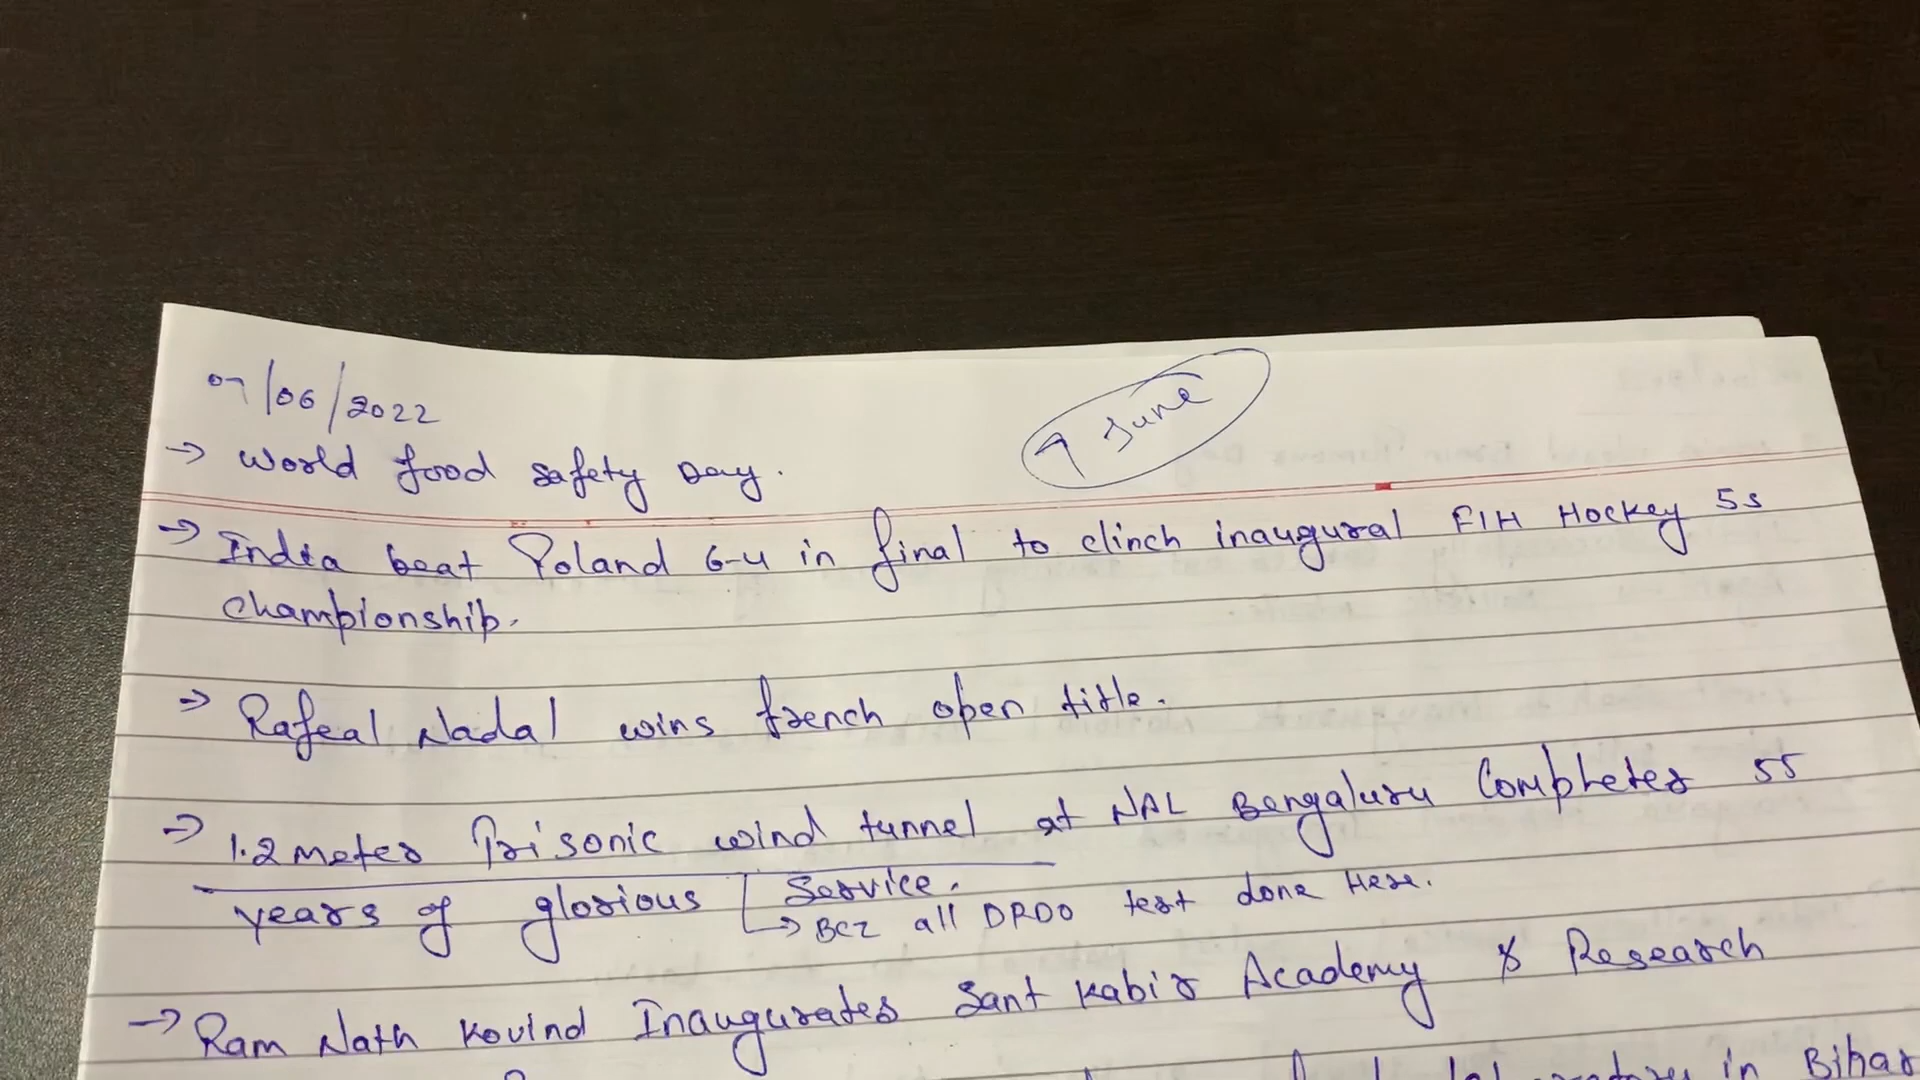 07/06/2022
7 June
→ World food safety Day.
→ India beat Poland 6-4 in final to clinch inaugural FIH Hockey 5s
championship.
→ Rafeal Nadal wins french open title.
→ 1.2 meter Trisonic wind tunnel at NAL Bengaluru Completes 55
years of glorious Service.
→ BCZ all DRDO test done Here.
→ Ram Nath Kovind Inaugurates Sant Kabir Academy & Research
in Bihar